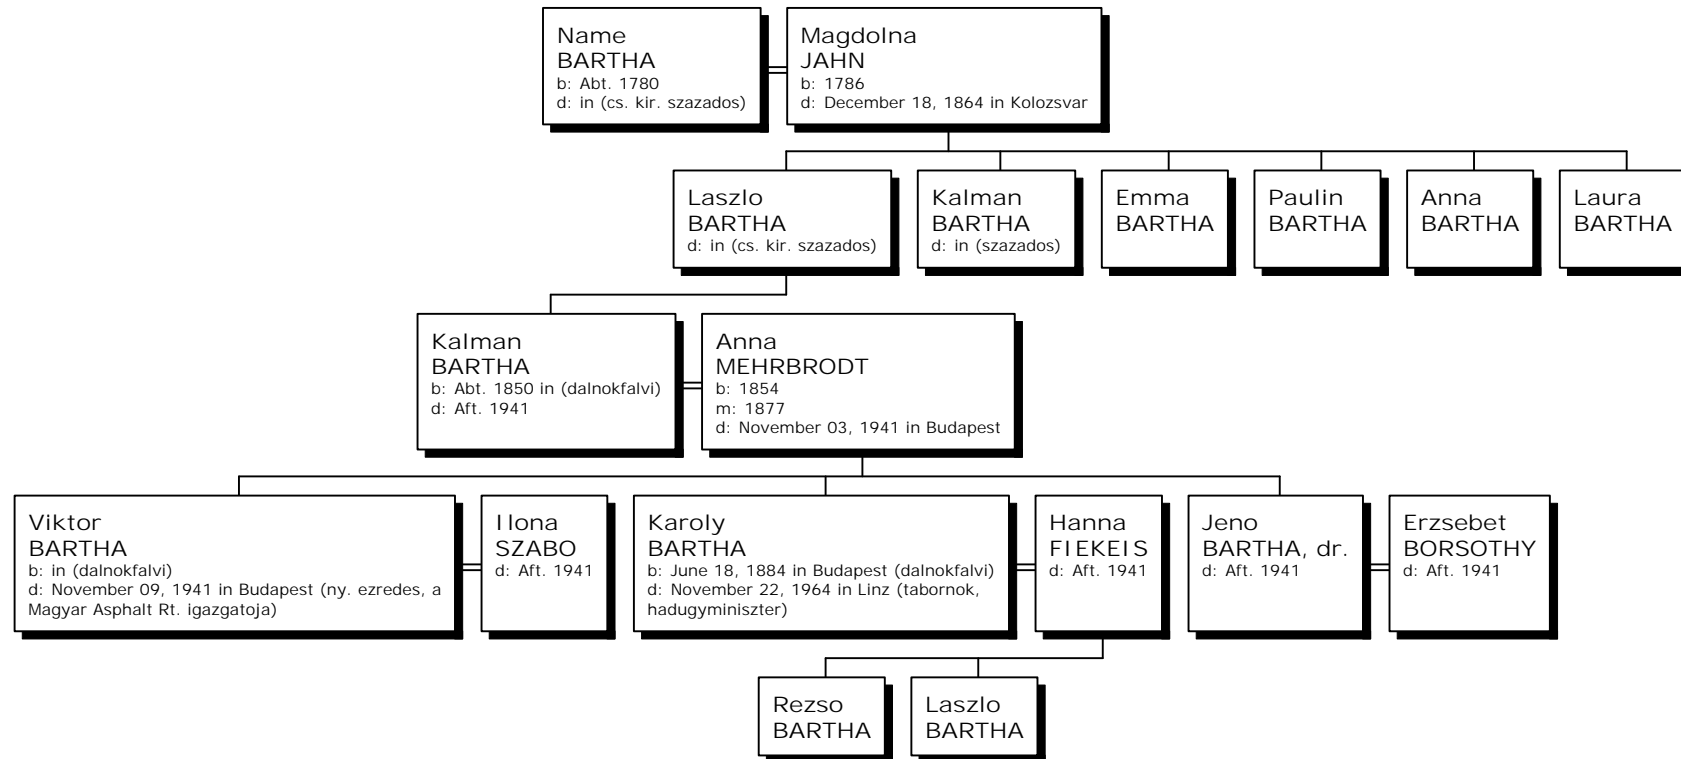 Name
BARTHA
b: Abt. 1780
d: in (cs. kir. szazados)
Magdolna
JAHN
b: 1786
d: December 18, 1864 in Kolozsvar
Laszlo
BARTHA
d: in (cs. kir. szazados)
Kalman
BARTHA
d: in (szazados)
Emma
BARTHA
Paulin
BARTHA
Anna
BARTHA
Laura
BARTHA
Kalman
BARTHA
b: Abt. 1850 in (dalnokfalvi)
d: Aft. 1941
Anna
MEHRBRODT
b: 1854
m: 1877
d: November 03, 1941 in Budapest
Viktor
BARTHA
b: in (dalnokfalvi)
d: November 09, 1941 in Budapest (ny. ezredes, a
Magyar Asphalt Rt. igazgatoja)
Ilona
SZABO
d: Aft. 1941
Karoly
BARTHA
b: June 18, 1884 in Budapest (dalnokfalvi)
d: November 22, 1964 in Linz (tabornok,
hadugyminiszter)
Hanna
FIEKEIS
d: Aft. 1941
Jeno
BARTHA, dr.
d: Aft. 1941
Erzsebet
BORSOTHY
d: Aft. 1941
Rezso
BARTHA
Laszlo
BARTHA